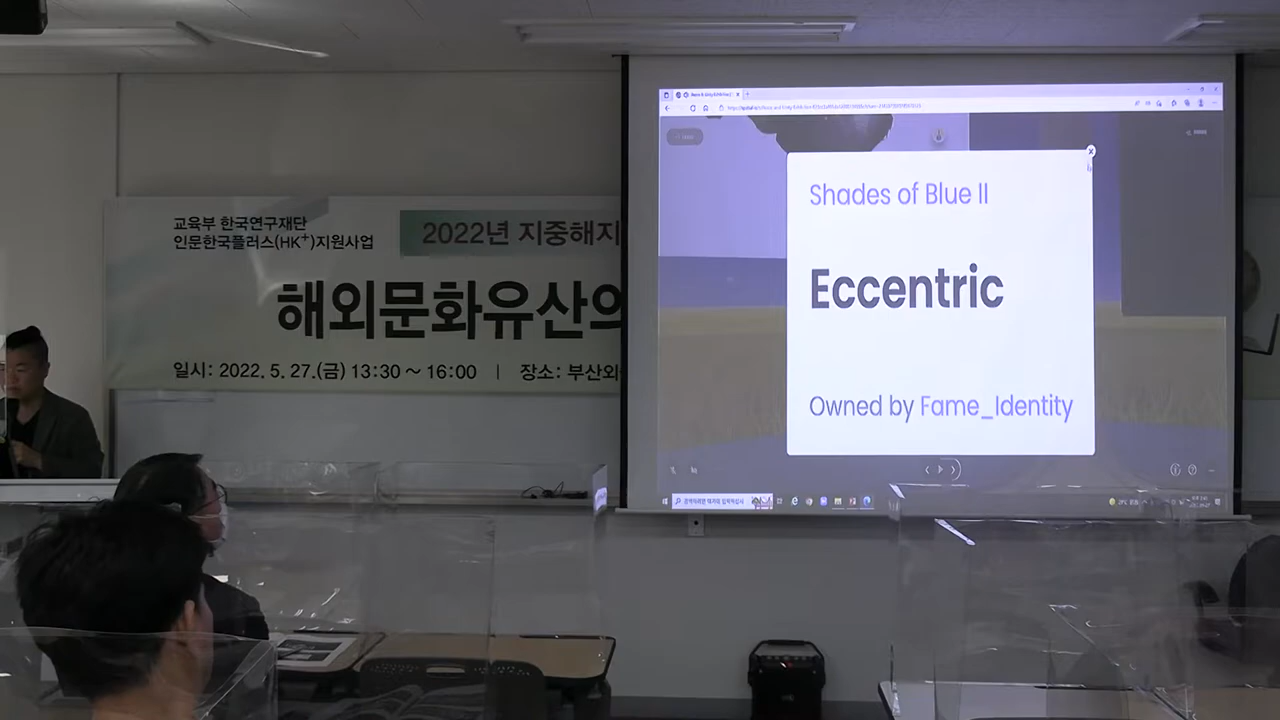 교육부 한국연구재단
인문한국플러스(HK+)지원사업
2022년 지중해지
해외문화유산의
일시: 2022. 5. 27.(금) 13:30 ~ 16:00 | 장소: 부산외
Shades of Blue II
Eccentric
Owned by Fame_Identity